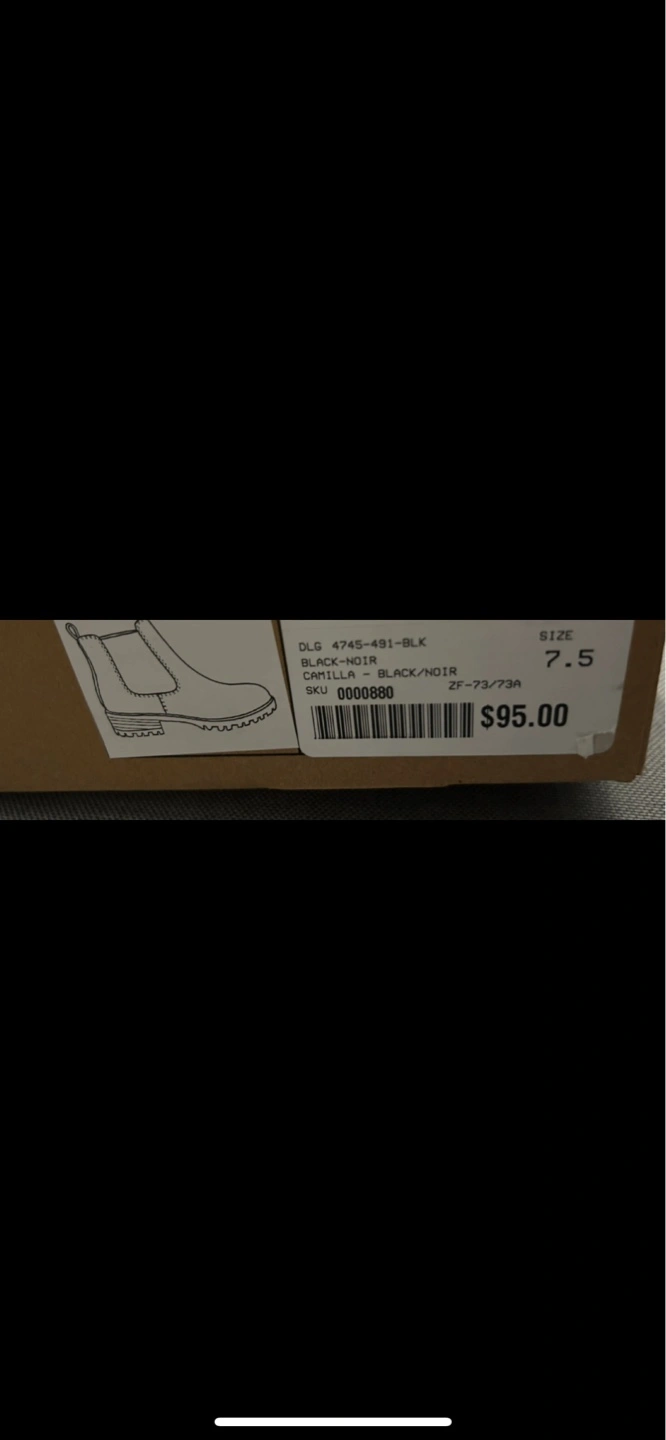 DLG 4745-491-BLK
SIZE
7.5
BLACK-NOIR
CAMILLA - BLACK/NOIR
SKU 0000880 ZF-73/73A
$95.00